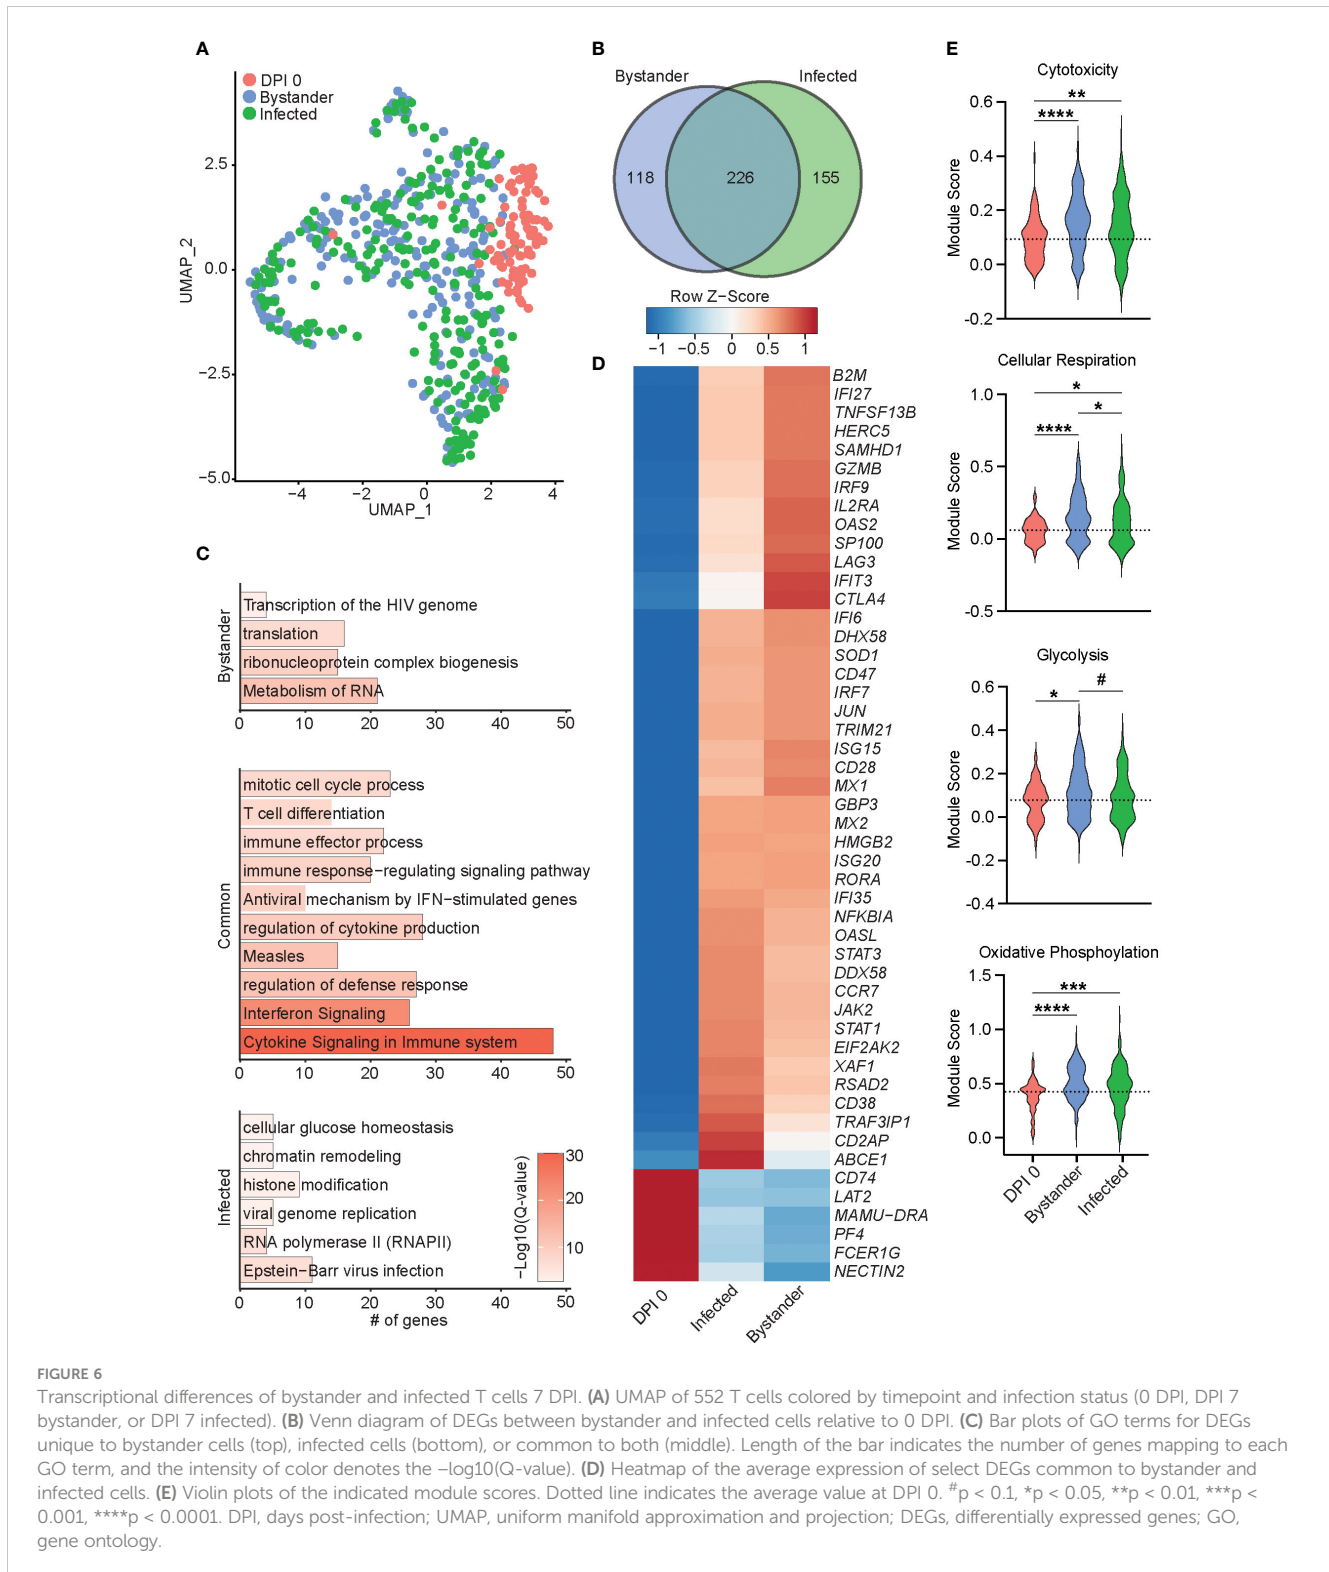 A
DPI 0
Bystander
Infected
2.5
0.0
−2.5
−5.0
UMAP_2
−4
−2
0
2
4
UMAP_1
B
Bystander
Infected
118
226
155
C
Bystander
Transcription of the HIV genome
translation
ribonucleoprotein complex biogenesis
Metabolism of RNA
0
10
20
30
40
50
Common
mitotic cell cycle process
T cell differentiation
immune effector process
immune response−regulating signaling pathway
Antiviral mechanism by IFN−stimulated genes
regulation of cytokine production
Measles
regulation of defense response
Interferon Signaling
Cytokine Signaling in Immune system
0
10
20
30
40
50
Infected
cellular glucose homeostasis
chromatin remodeling
histone modification
viral genome replication
RNA polymerase II (RNAPII)
Epstein−Barr virus infection
0
10
20
30
40
50
# of genes
−Log10(Q-value)
30
20
10
Row Z−Score
−1
−0.5
0
0.5
1
D
B2M
IFI27
TNFSF13B
HERC5
SAMHD1
GZMB
IRF9
IL2RA
OAS2
SP100
LAG3
IFIT3
CTLA4
IFI6
DHX58
SOD1
CD47
IRF7
JUN
TRIM21
ISG15
CD28
MX1
GBP3
MX2
HMGB2
ISG20
RORA
IFI35
NFKBIA
OASL
STAT3
DDX58
CCR7
JAK2
STAT1
EIF2AK2
XAF1
RSAD2
CD38
TRAF3IP1
CD2AP
ABCE1
CD74
LAT2
MAMU−DRA
PF4
FCER1G
NECTIN2
DPI 0
Infected
Bystander
E
Cytotoxicity
**
****
0.6
0.4
0.2
0.0
-0.2
Module Score
Cellular Respiration
*
*
****
1.0
0.5
0.0
-0.5
Module Score
Glycolysis
#
*
0.6
0.4
0.2
0.0
-0.2
-0.4
Module Score
Oxidative Phosphoylation
***
****
1.5
1.0
0.5
0.0
Module Score
DPI 0
Bystander
Infected
FIGURE 6
Transcriptional differences of bystander and infected T cells 7 DPI. (A) UMAP of 552 T cells colored by timepoint and infection status (0 DPI, DPI 7
bystander, or DPI 7 infected). (B) Venn diagram of DEGs between bystander and infected cells relative to 0 DPI. (C) Bar plots of GO terms for DEGs
unique to bystander cells (top), infected cells (bottom), or common to both (middle). Length of the bar indicates the number of genes mapping to each
GO term, and the intensity of color denotes the –log10(Q-value). (D) Heatmap of the average expression of select DEGs common to bystander and
infected cells. (E) Violin plots of the indicated module scores. Dotted line indicates the average value at DPI 0. #p < 0.1, *p < 0.05, **p < 0.01, ***p <
0.001, ****p < 0.0001. DPI, days post-infection; UMAP, uniform manifold approximation and projection; DEGs, differentially expressed genes; GO,
gene ontology.